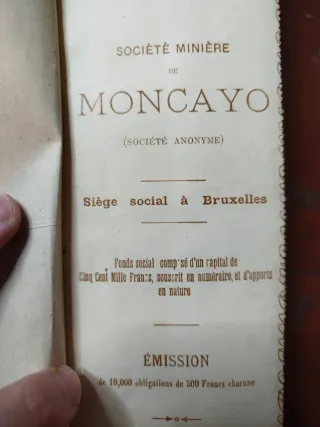 SOCIÉTÉ MINIÈRE
DE
MONCAYO
(SOCIÉTÉ ANONYME)
Siège social à Bruxelles
Fonds social composé d'un capital de
Cinq Cent Mille Francs, souscrit en numéraire, et d'apports
en nature
ÉMISSION
de 10,000 obligations de 500 Francs chacune